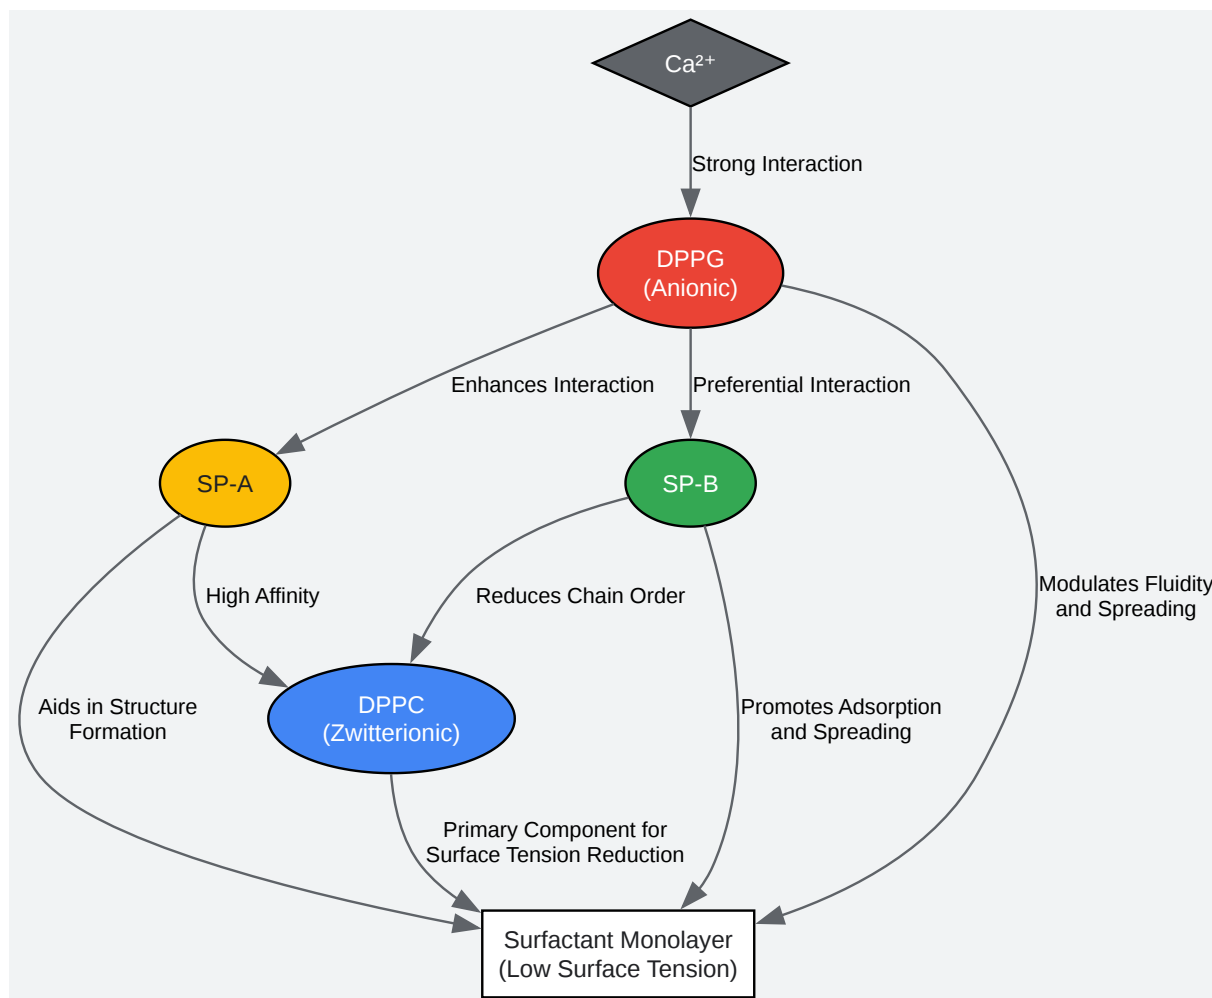 Ca²⁺
Strong Interaction
DPPG
(Anionic)
Enhances Interaction
Preferential Interaction
SP-A
SP-B
Modulates Fluidity
and Spreading
High Affinity
Reduces Chain Order
Aids in Structure
Formation
DPPC
(Zwitterionic)
Promotes Adsorption
and Spreading
Primary Component for
Surface Tension Reduction
Surfactant Monolayer
(Low Surface Tension)